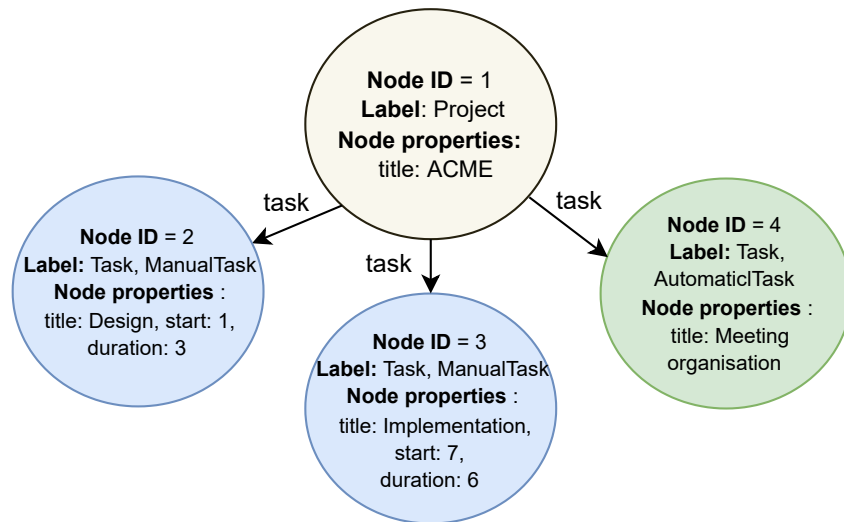 Node ID = 1
Label: Project
Node properties:
title: ACME
task
task
task
Node ID = 2
Label: Task, ManualTask
Node properties :
title: Design, start: 1,
duration: 3
Node ID = 3
Label: Task, ManualTask
Node properties :
title: Implementation,
start: 7,
duration: 6
Node ID = 4
Label: Task,
AutomaticlTask
Node properties :
title: Meeting
organisation